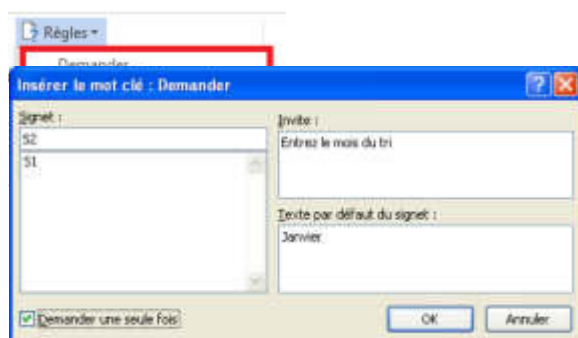 Règles
Demander
Insérer le mot clé : Demander
Signet :
S2
S1
Invite :
Entrez le mois du tri
Texte par défaut du signet :
Janvier
Demander une seule fois
OK
Annuler